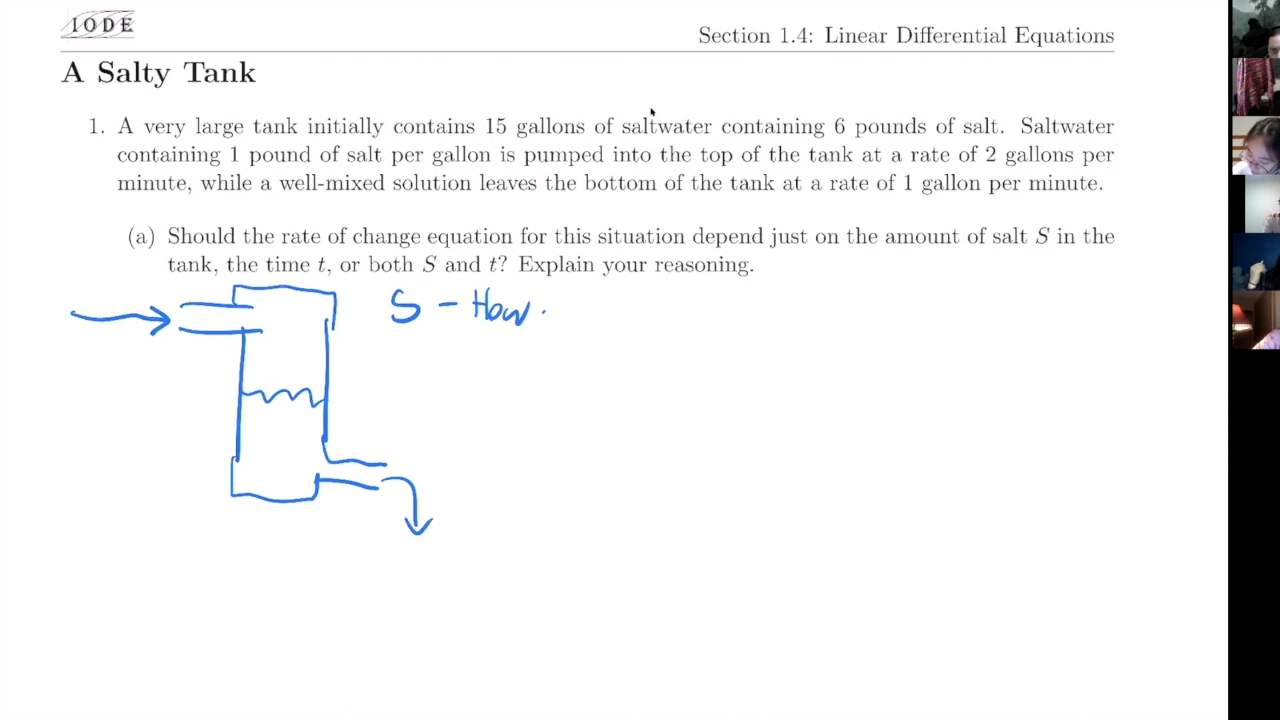 IODE
Section 1.4: Linear Differential Equations
A Salty Tank
1. A very large tank initially contains 15 gallons of saltwater containing 6 pounds of salt. Saltwater
containing 1 pound of salt per gallon is pumped into the top of the tank at a rate of 2 gallons per
minute, while a well-mixed solution leaves the bottom of the tank at a rate of 1 gallon per minute.
(a) Should the rate of change equation for this situation depend just on the amount of salt S in the
tank, the time t, or both S and t? Explain your reasoning.
S - How